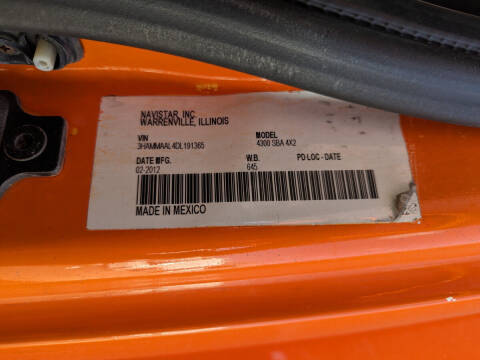 NAVISTAR, INC.
WARRENVILLE, ILLINOIS
VIN MODEL
3HAMMAAL4DL191365 4300 SBA 4X2
DATE MFG. W.B. PD LOC - DATE
02-2012 645
MADE IN MEXICO